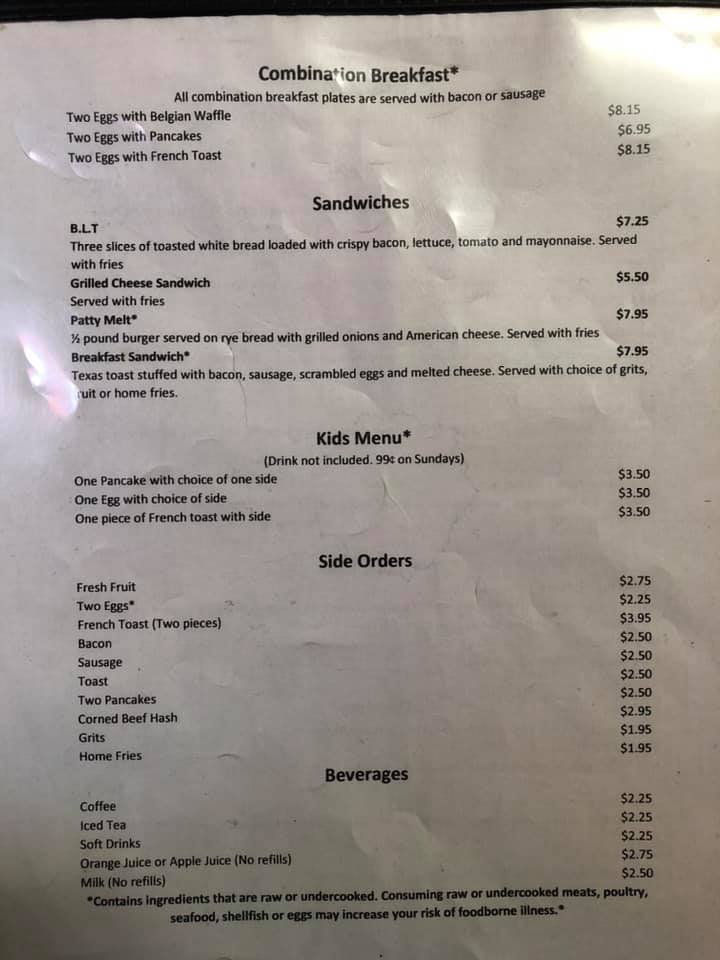 Combination Breakfast*
All combination breakfast plates are served with bacon or sausage
Two Eggs with Belgian Waffle $8.15
Two Eggs with Pancakes $6.95
Two Eggs with French Toast $8.15
Sandwiches
B.L.T $7.25
Three slices of toasted white bread loaded with crispy bacon, lettuce, tomato and mayonnaise. Served
with fries
Grilled Cheese Sandwich $5.50
Served with fries
Patty Melt* $7.95
½ pound burger served on rye bread with grilled onions and American cheese. Served with fries
Breakfast Sandwich* $7.95
Texas toast stuffed with bacon, sausage, scrambled eggs and melted cheese. Served with choice of grits,
ruit or home fries.
Kids Menu*
(Drink not included. 99¢ on Sundays)
One Pancake with choice of one side $3.50
One Egg with choice of side $3.50
One piece of French toast with side $3.50
Side Orders
Fresh Fruit $2.75
Two Eggs* $2.25
French Toast (Two pieces) $3.95
Bacon $2.50
Sausage $2.50
Toast $2.50
Two Pancakes $2.50
Corned Beef Hash $2.95
Grits $1.95
Home Fries $1.95
Beverages
Coffee $2.25
Iced Tea $2.25
Soft Drinks $2.25
Orange Juice or Apple Juice (No refills) $2.75
Milk (No refills) $2.50
*Contains ingredients that are raw or undercooked. Consuming raw or undercooked meats, poultry,
seafood, shellfish or eggs may increase your risk of foodborne illness.*